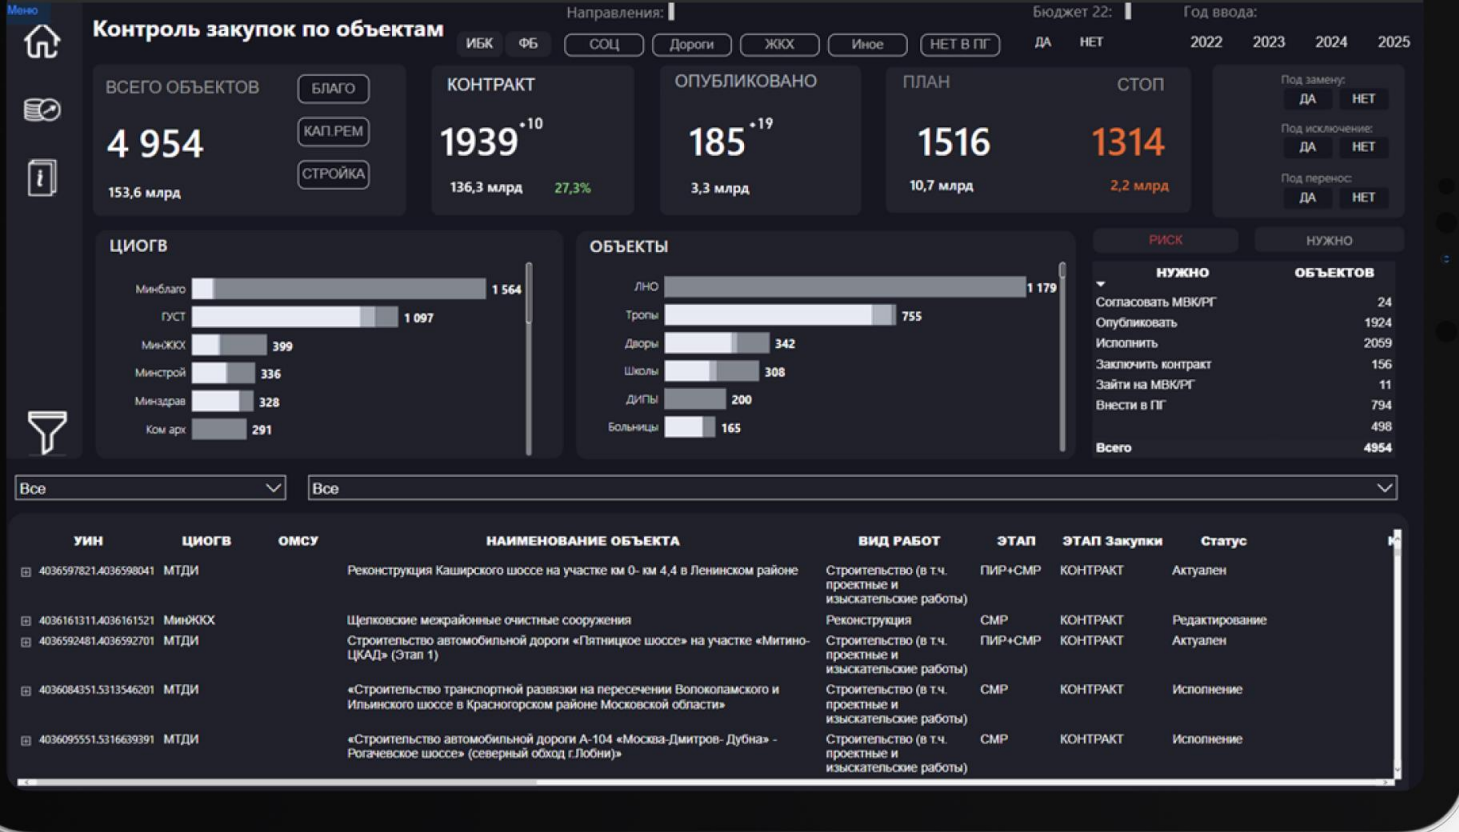 Меню
Контроль закупок по объектам
Направления:
Бюджет 22:
Год ввода:
ИБК ФБ СОЦ Дороги ЖКХ Иное НЕТ В ПГ ДА НЕТ 2022 2023 2024 2025
ВСЕГО ОБЪЕКТОВ
4 954
153,6 млрд
БЛАГО
КАП.РЕМ
СТРОЙКА
КОНТРАКТ
1939 +10
136,3 млрд 27,3%
ОПУБЛИКОВАНО
185 +19
3,3 млрд
ПЛАН
1516
10,7 млрд
СТОП
1314
2,2 млрд
Под замену:
ДА НЕТ
Под исключение:
ДА НЕТ
Под перенос:
ДА НЕТ
ЦИОГВ
Минблаго 1 564
ГУСТ 1 097
МинЖКХ 399
Минстрой 336
Минздрав 328
Ком арх 291
ОБЪЕКТЫ
ЛНО 1 179
Тропы 755
Дворы 342
Школы 308
ДИПЫ 200
Больницы 165
РИСК НУЖНО
НУЖНО ОБЪЕКТОВ
Согласовать МВК/РГ 24
Опубликовать 1924
Исполнить 2059
Заключить контракт 156
Зайти на МВК/РГ 11
Внести в ПГ 794
498
Всего 4954
Все
Все
УИН ЦИОГВ ОМСУ НАИМЕНОВАНИЕ ОБЪЕКТА ВИД РАБОТ ЭТАП ЭТАП Закупки Статус
4036597821.4036598041 МТДИ Реконструкция Каширского шоссе на участке км 0- км 4,4 в Ленинском районе Строительство (в т.ч. ПИР+СМР КОНТРАКТ Актуален
проектные и
изыскательские работы)
4036161311.4036161521 МинЖКХ Щелковские межрайонные очистные сооружения Реконструкция СМР КОНТРАКТ Редактирование
4036592481.4036592701 МТДИ Строительство автомобильной дороги «Пятницкое шоссе» на участке «Митино- Строительство (в т.ч. ПИР+СМР КОНТРАКТ Актуален
ЦКАД» (Этап 1) проектные и
изыскательские работы)
4036084351.5313546201 МТДИ «Строительство транспортной развязки на пересечении Волоколамского и Строительство (в т.ч. СМР КОНТРАКТ Исполнение
Ильинского шоссе в Красногорском районе Московской области» проектные и
изыскательские работы)
4036095551.5316639391 МТДИ «Строительство автомобильной дороги А-104 «Москва-Дмитров- Дубна» - Строительство (в т.ч. СМР КОНТРАКТ Исполнение
Рогачевское шоссе» (северный обход г.Лобни)» проектные и
изыскательские работы)